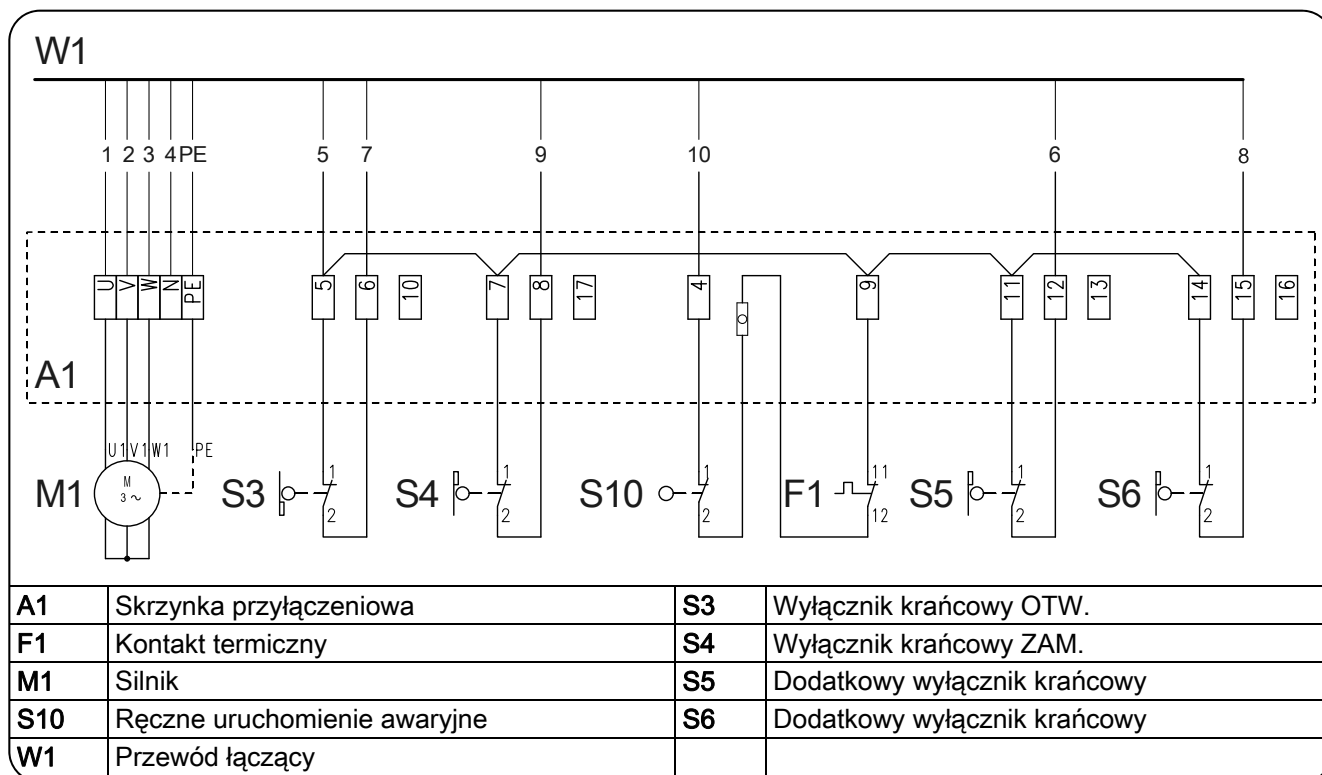 W1
1 2 3 4 PE 5 7 9 10 6 8
U V W N PE 5 6 10 7 8 17 4 9 11 12 13 14 15 16
A1
U1 V1 W1 PE
M1 M 3 ~ S3 1 2 S4 1 2 S10 1 2 F1 11 12 S5 1 2 S6 1 2
A1 Skrzynka przyłączeniowa S3 Wyłącznik krańcowy OTW.
F1 Kontakt termiczny S4 Wyłącznik krańcowy ZAM.
M1 Silnik S5 Dodatkowy wyłącznik krańcowy
S10 Ręczne uruchomienie awaryjne S6 Dodatkowy wyłącznik krańcowy
W1 Przewód łączący